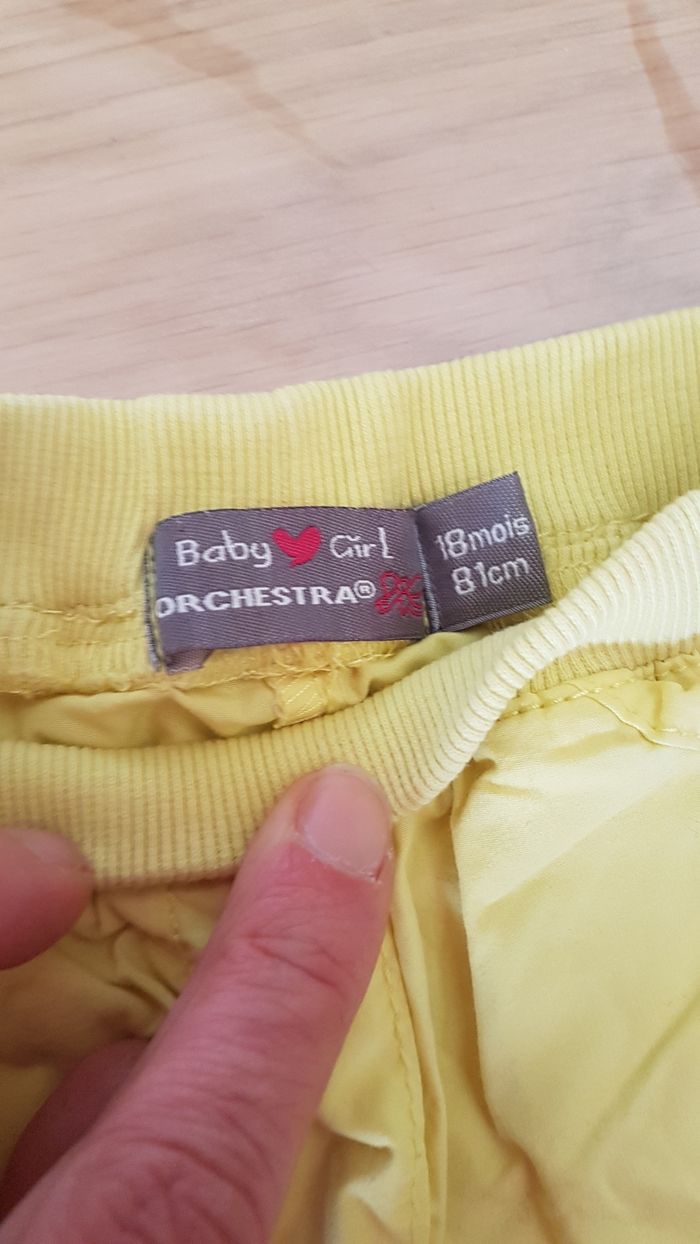 Baby Girl
ORCHESTRA®
18mois
81cm